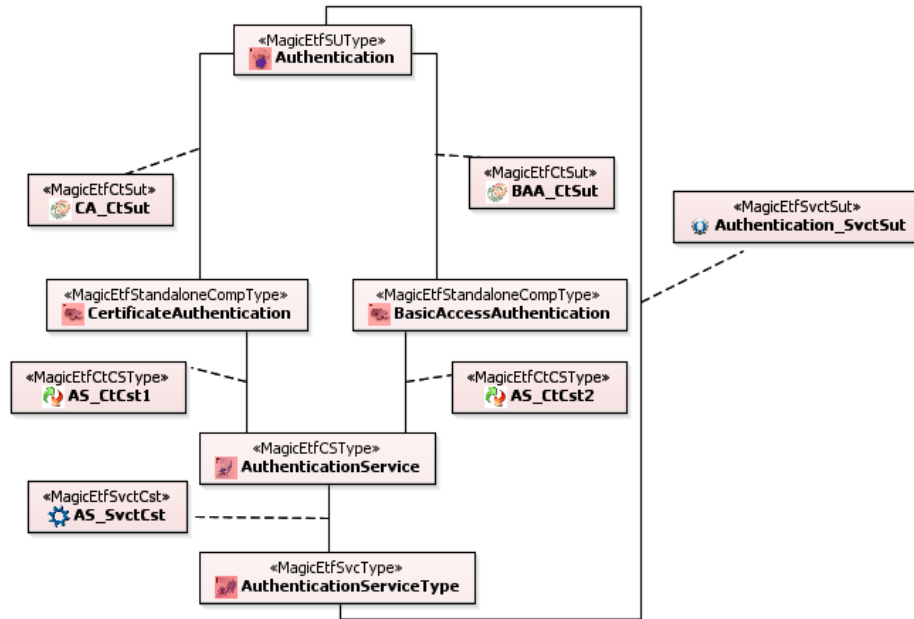 «MagicEtfSUType»
Authentication
«MagicEtfCtSut»
CA_CtSut
«MagicEtfCtSut»
BAA_CtSut
«MagicEtfSvctSut»
Authentication_SvctSut
«MagicEtfStandaloneCompType»
CertificateAuthentication
«MagicEtfStandaloneCompType»
BasicAccessAuthentication
«MagicEtfCtCSType»
AS_CtCst1
«MagicEtfCtCSType»
AS_CtCst2
«MagicEtfCSType»
AuthenticationService
«MagicEtfSvctCst»
AS_SvctCst
«MagicEtfSvcType»
AuthenticationServiceType